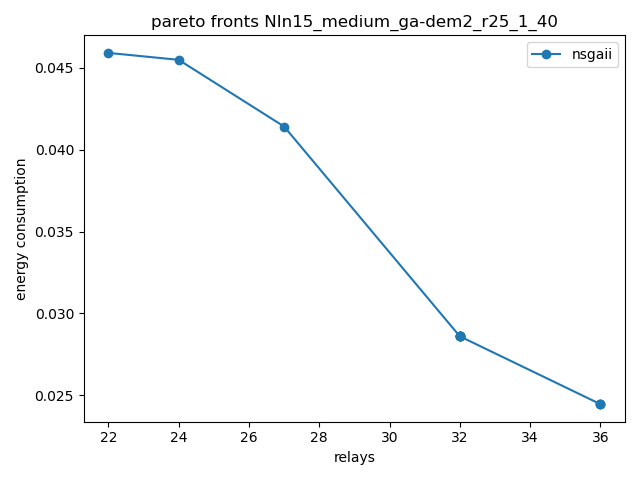 pareto fronts NIn15_medium_ga-dem2_r25_1_40
nsgaii
0.045
0.040
0.035
0.030
0.025
energy consumption
22 24 26 28 30 32 34 36
relays